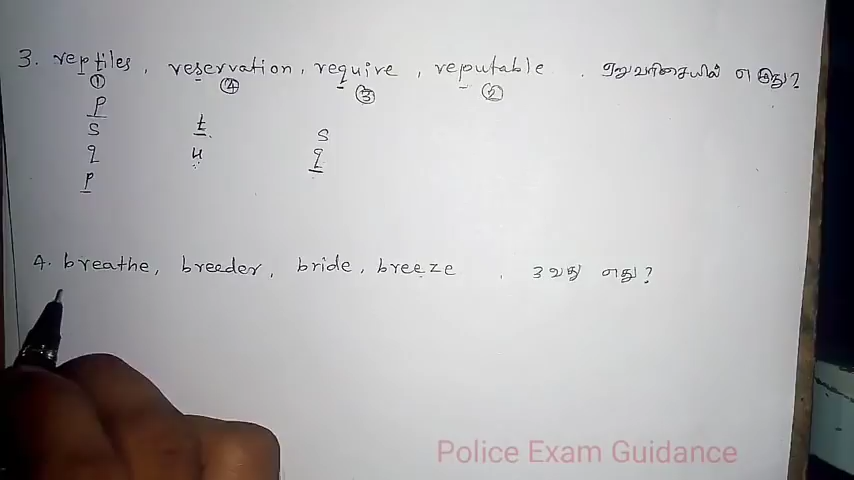 3. reptiles, reservation, require, reputable. ஏறுவரிசையில் எது?
① ④ ③ ②
p
s t s
q u q
p
4. breathe, breeder, bride, breeze. 3வது எது?
Police Exam Guidance